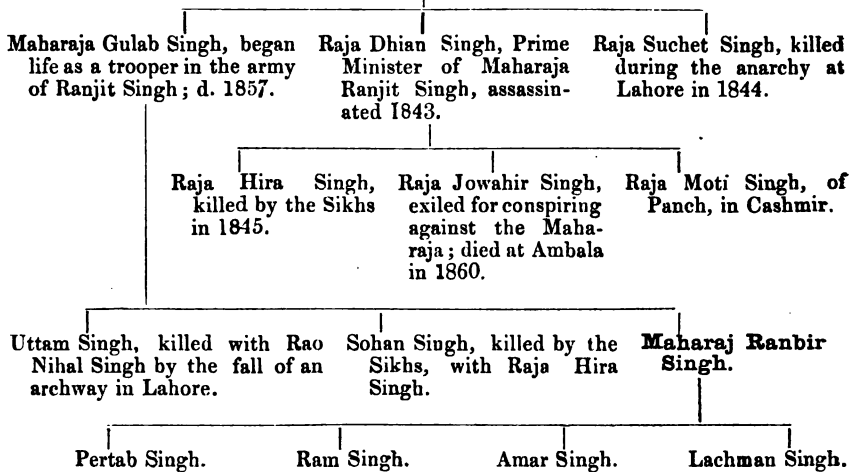 Maharaja Gulab Singh, began
life as a trooper in the army
of Ranjit Singh; d. 1857.
Raja Dhian Singh, Prime
Minister of Maharaja
Ranjit Singh, assassin-
ated 1843.
Raja Suchet Singh, killed
during the anarchy at
Lahore in 1844.
Raja Hira Singh,
killed by the Sikhs
in 1845.
Raja Jowahir Singh,
exiled for conspiring
against the Maha-
raja; died at Ambala
in 1860.
Raja Moti Singh, of
Panch, in Cashmir.
Uttam Singh, killed with Rao
Nihal Singh by the fall of an
archway in Lahore.
Sohan Singh, killed by the
Sikhs, with Raja Hira
Singh.
Maharaj Ranbir
Singh.
Pertab Singh.
Ram Singh.
Amar Singh.
Lachman Singh.